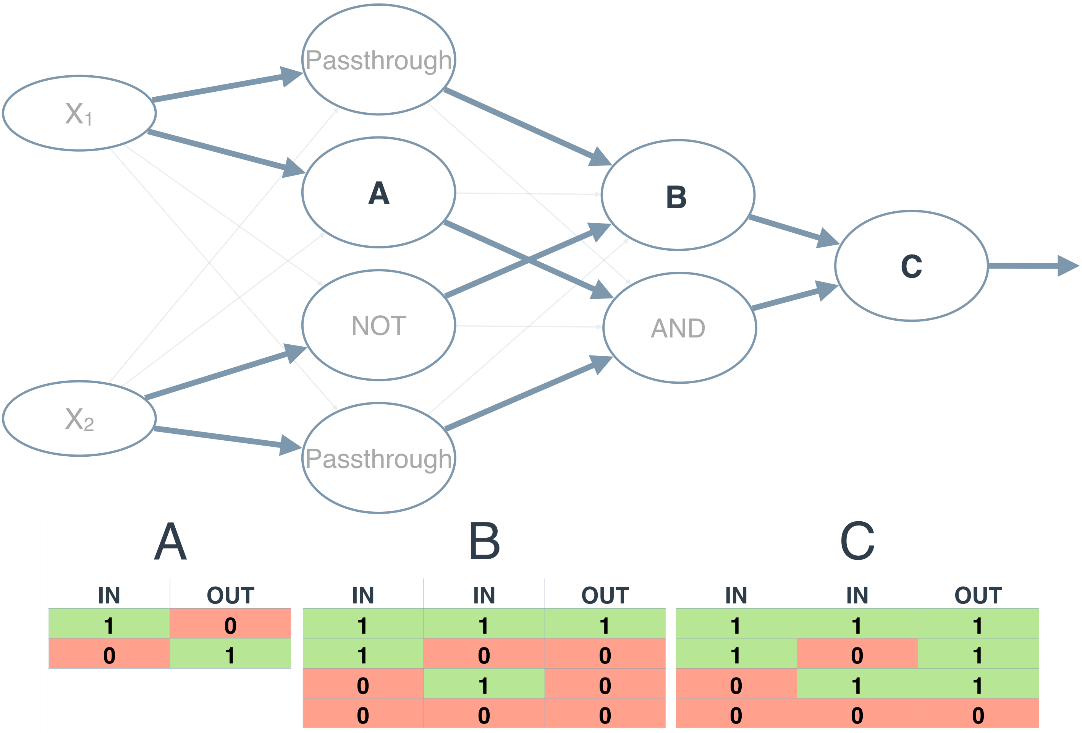 Passthrough
X₁
A
B
C
NOT
AND
X₂
Passthrough
A B C
IN OUT IN IN OUT IN IN OUT
1 0 1 1 1 1 1 1
0 1 1 0 0 1 0 1
0 1 0 0 1 1
0 0 0 0 0 0